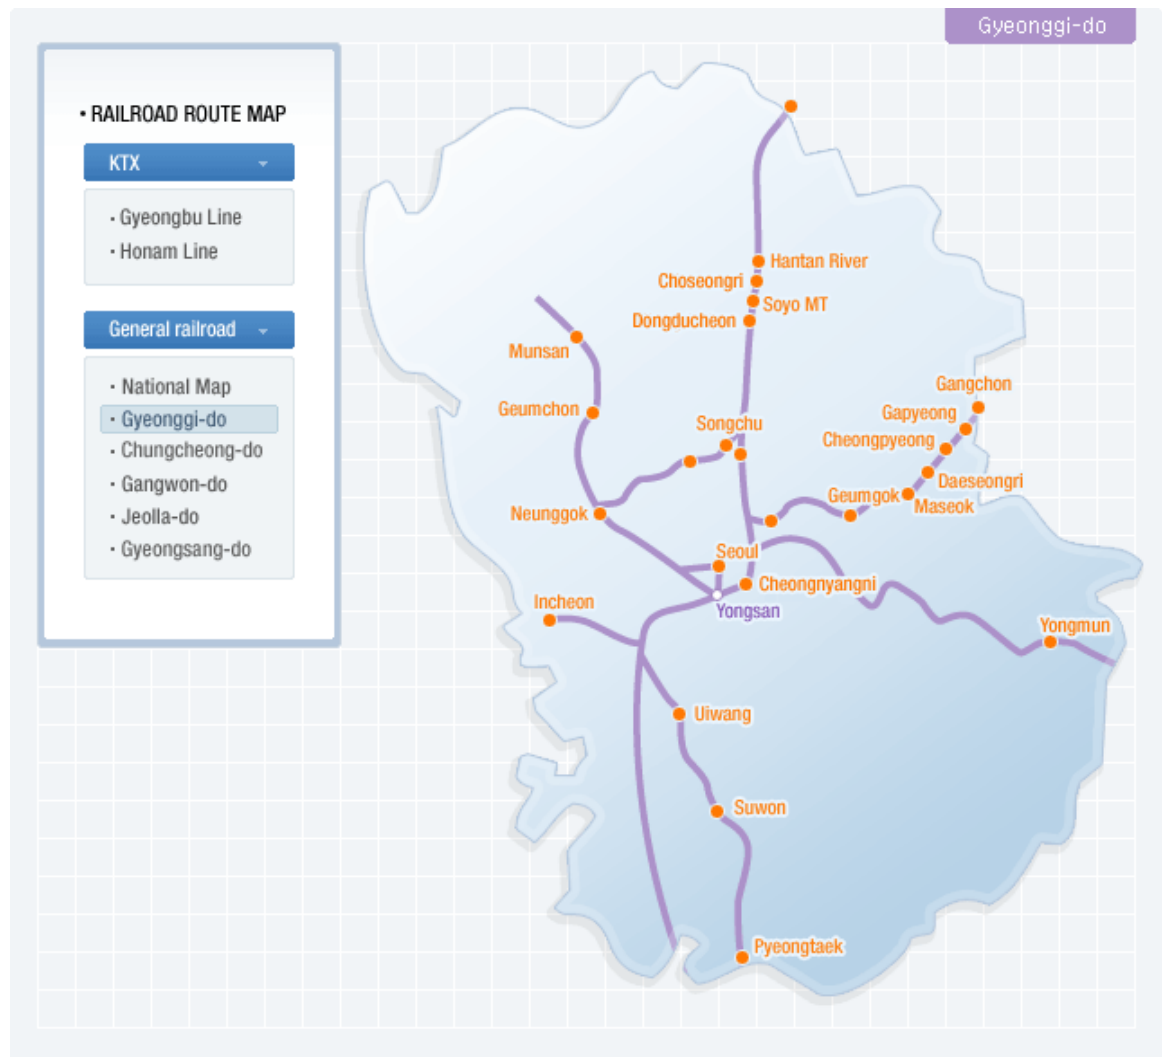 Gyeonggi-do
• RAILROAD ROUTE MAP
KTX
· Gyeongbu Line
· Honam Line
General railroad
· National Map
· Gyeonggi-do
· Chungcheong-do
· Gangwon-do
· Jeolla-do
· Gyeongsang-do
Hantan River
Choseongri
Soyo MT
Dongducheon
Munsan
Gangchon
Geumchon
Gapyeong
Songchu
Cheongpyeong
Daeseongri
Geumgok
Maseok
Neunggok
Seoul
Cheongnyangni
Incheon
Yongsan
Yongmun
Uiwang
Suwon
Pyeongtaek